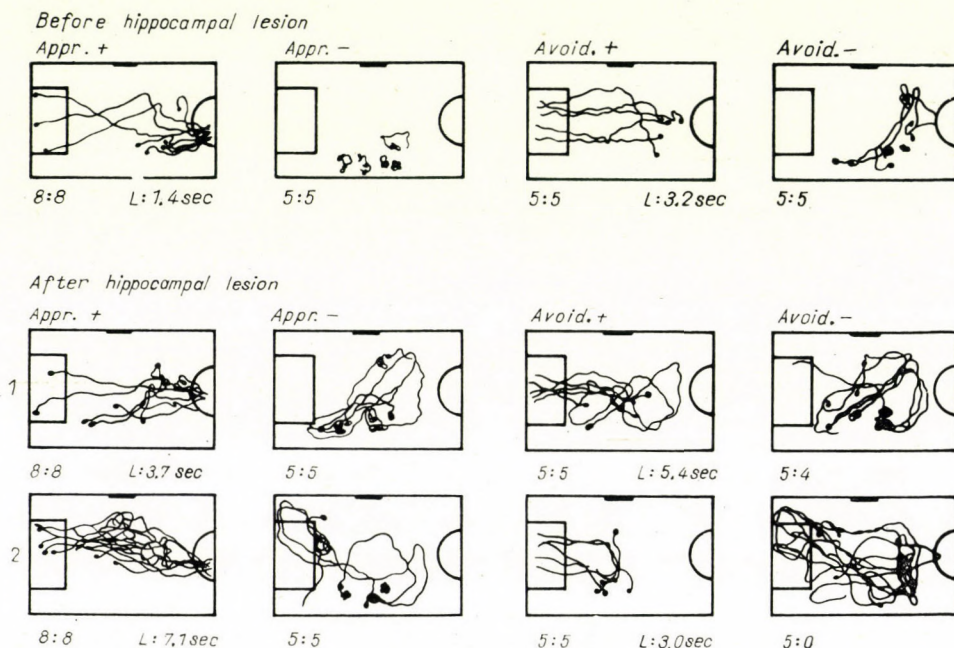 Before hippocampal lesion
Appr. +
Appr. -
Avoid. +
Avoid. -
8:8
L: 7.4 sec
5:5
5:5
L: 3.2 sec
5:5
After hippocampal lesion
Appr. +
Appr. -
Avoid. +
Avoid. -
1
8:8
L: 3.7 sec
5:5
5:5
L: 5.4 sec
5:4
2
8:8
L: 7.1 sec
5:5
5:5
L: 3.0 sec
5:0